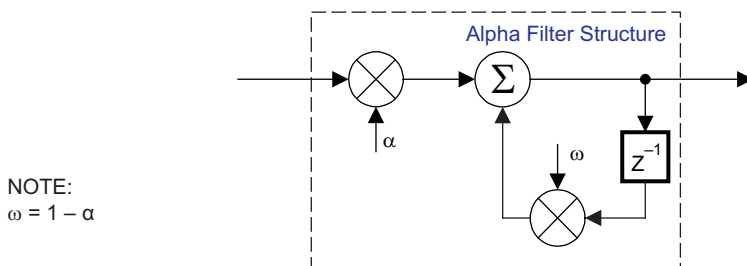 Alpha Filter Structure
Σ
α
ω
Z⁻¹
NOTE:
ω = 1 – α